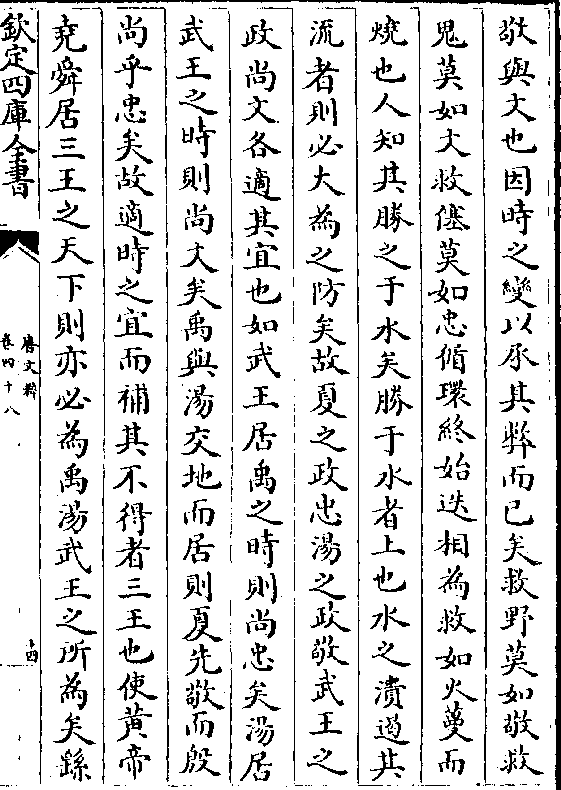 敬與文也因時之變以承其弊而已矣救野莫如敬救
鬼莫如文救僿莫如忠循環終始迭相為救如火蔓而
燒也人知其勝之于水矣勝于水者土也水之潰遏其
流者則必大為之防矣故夏之政忠湯之政敬武王之
政尚文各適其宜也如武王居禹之時則尚忠矣湯居
武王之時則尚文矣禹與湯交地而居則夏先敬而殷
尚乎忠矣故適時之宜而補其不得者三王也使黄帝
堯舜居三王之天下則亦必為禹湯武王之所為矣繇
欽定四庫全書
唐文粹
卷四十八
十四